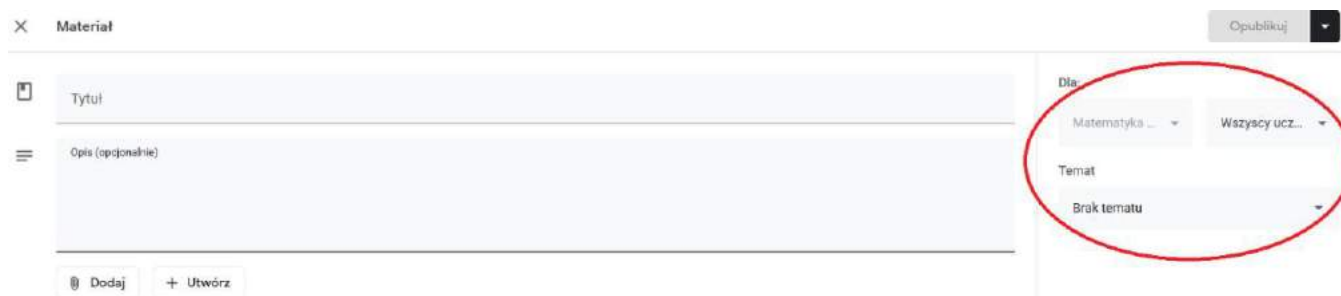 Materiał
Opublikuj
Tytuł
Opis (opcjonalnie)
Dodaj
Utwórz
Dla:
Matematyka ...
Wszyscy ucz...
Temat
Brak tematu